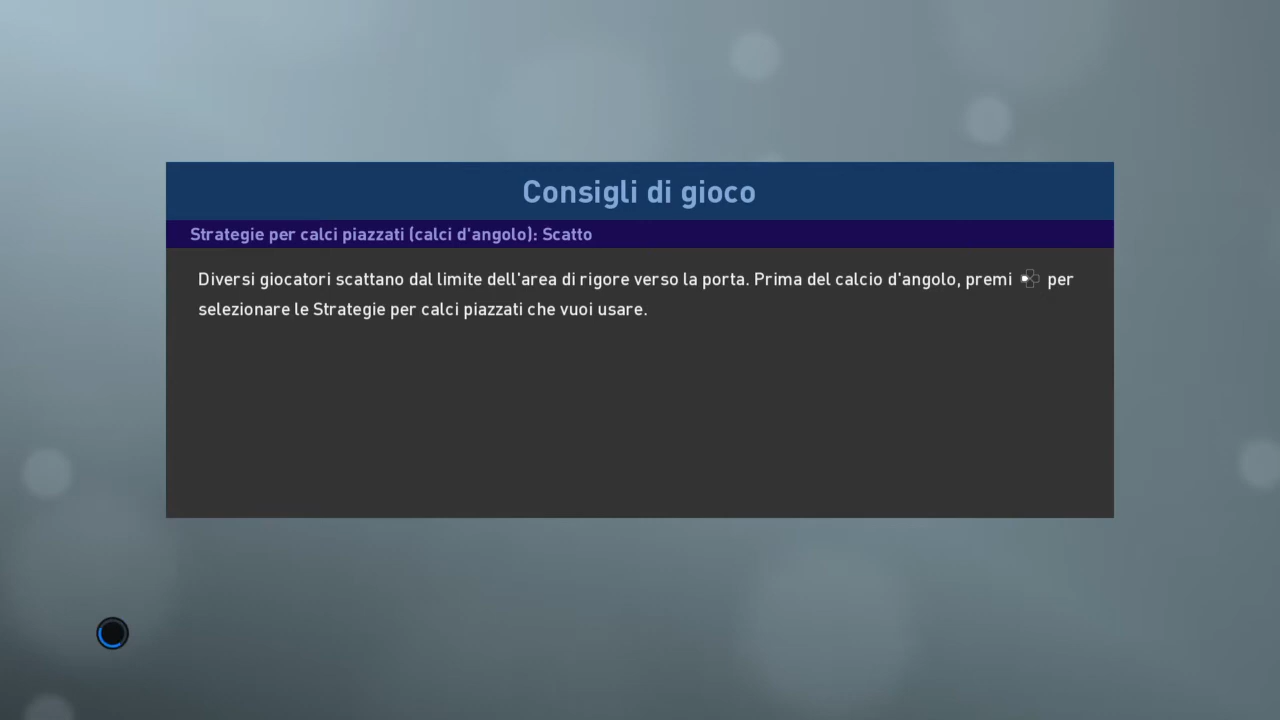 Consigli di gioco
Strategie per calci piazzati (calci d'angolo): Scatto
Diversi giocatori scattano dal limite dell'area di rigore verso la porta. Prima del calcio d'angolo, premi per
selezionare le Strategie per calci piazzati che vuoi usare.